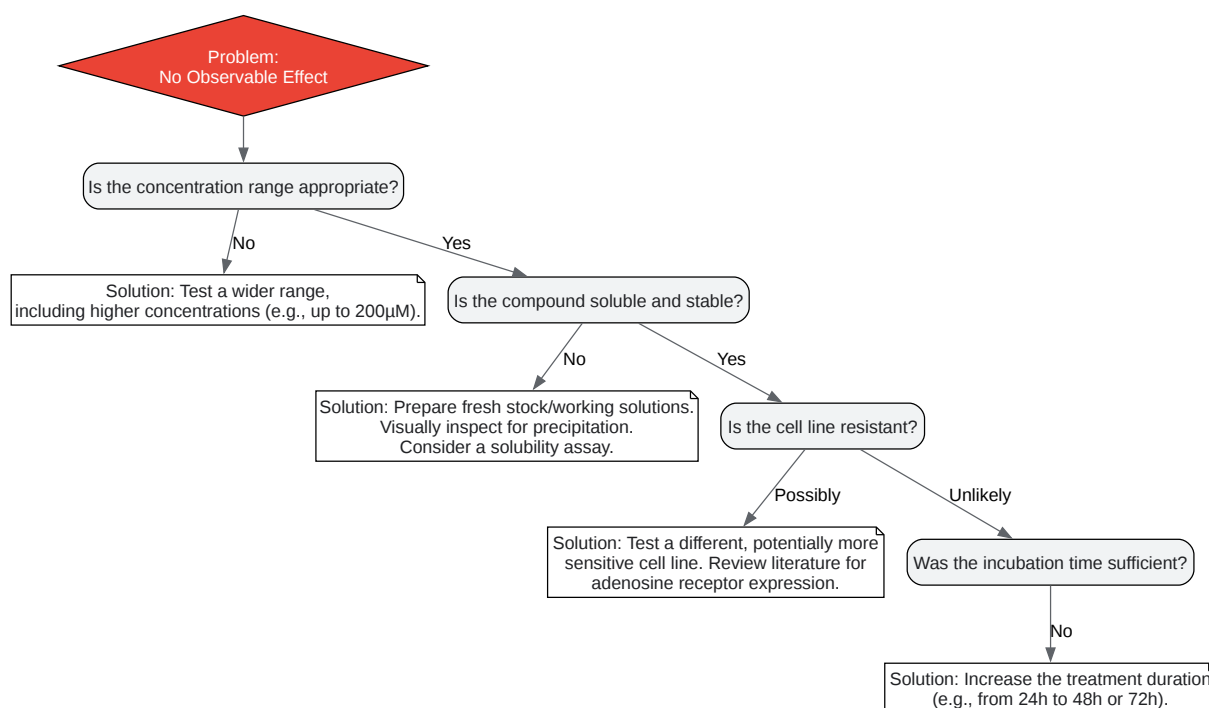 Problem:
No Observable Effect
Is the concentration range appropriate?
No
Yes
Solution: Test a wider range,
including higher concentrations (e.g., up to 200µM).
Is the compound soluble and stable?
No
Yes
Solution: Prepare fresh stock/working solutions.
Visually inspect for precipitation.
Consider a solubility assay.
Is the cell line resistant?
Possibly
Unlikely
Solution: Test a different, potentially more
sensitive cell line. Review literature for
adenosine receptor expression.
Was the incubation time sufficient?
No
Solution: Increase the treatment duration
(e.g., from 24h to 48h or 72h).